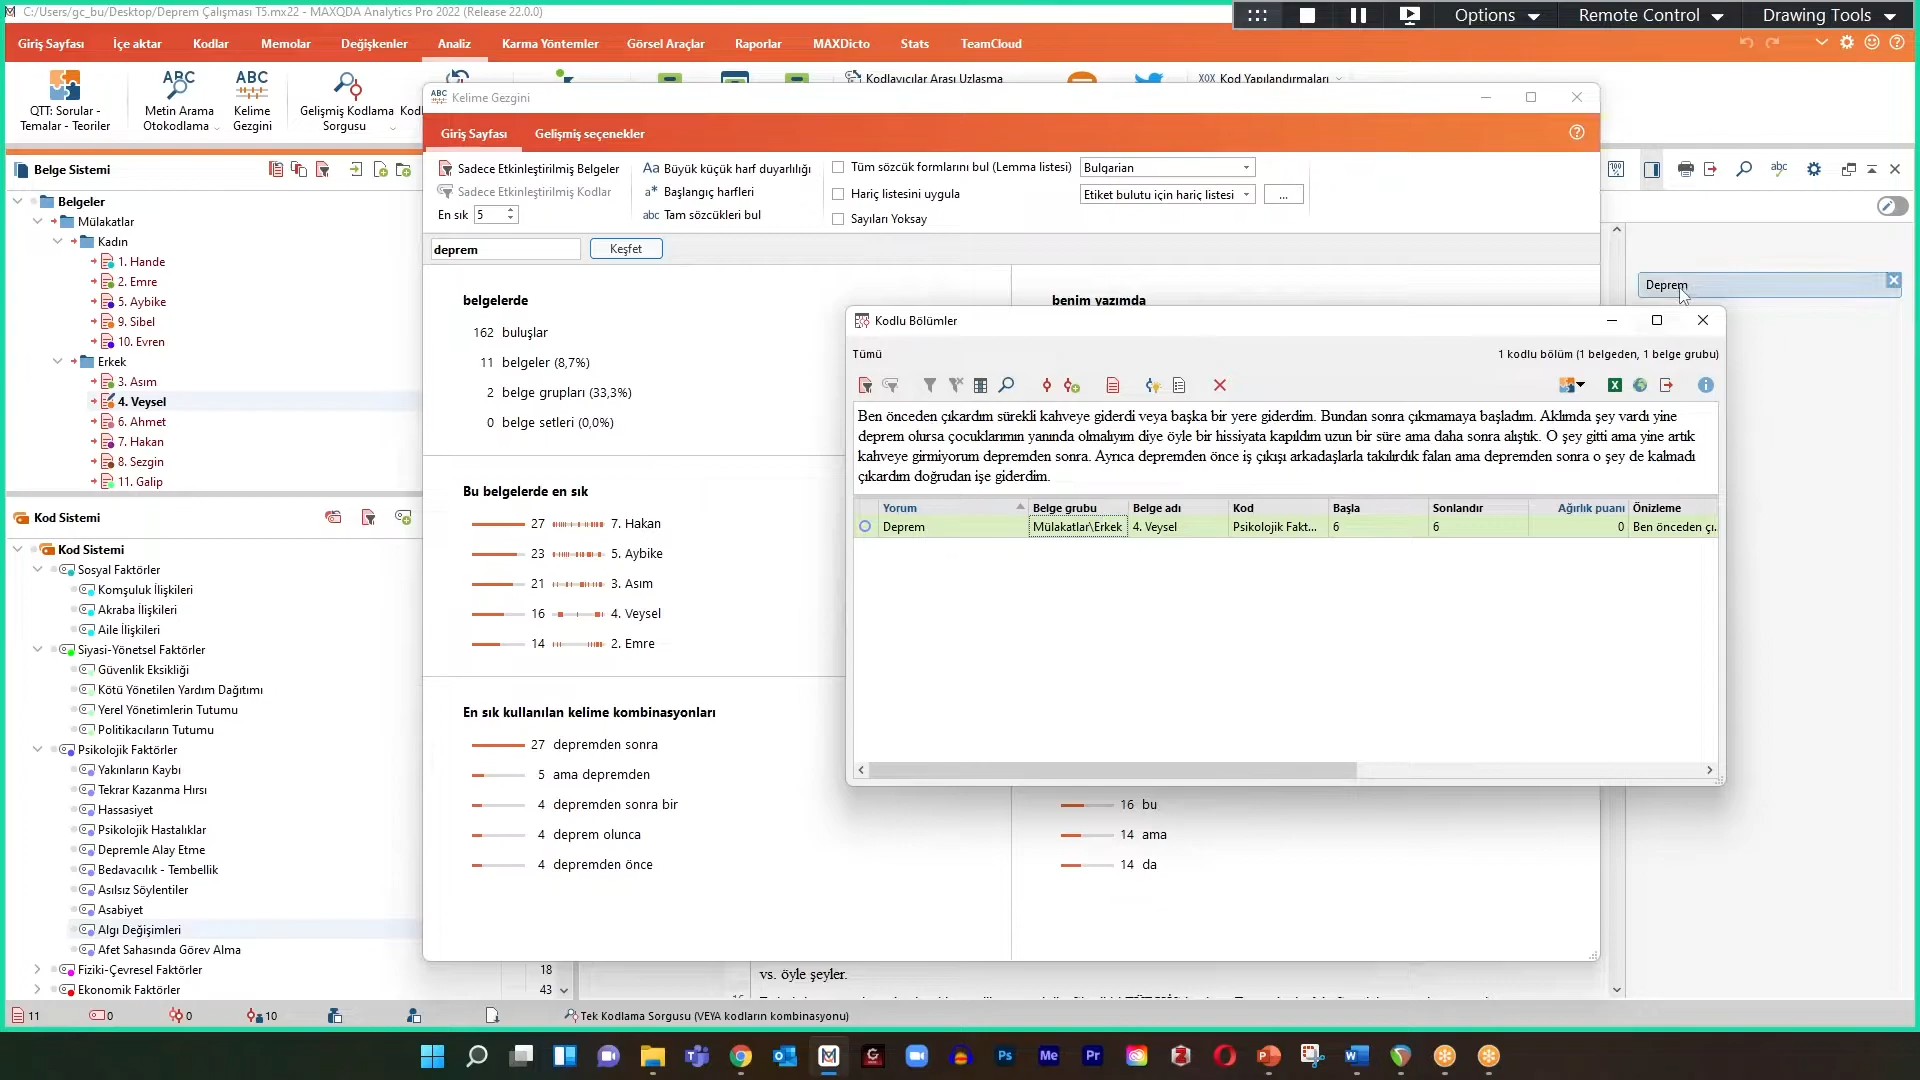 C:/Users/gc_bu/Desktop/Deprem Çalışması T5.mx22 - MAXQDA Analytics Pro 2022 (Release 22.0.0)
Options
Remote Control
Drawing Tools
Giriş Sayfası
İçe aktar
Kodlar
Memolar
Değişkenler
Analiz
Karma Yöntemler
Görsel Araçlar
Raporlar
MAXDicto
Stats
TeamCloud
QTT: Sorular -
Temalar - Teoriler
ABC
Metin Arama
Otokodlama
ABC
Kelime
Gezgini
Gelişmiş Kodlama
Sorgusu
Kodlayıcılar Arası Uzlaşma
Kod Yapılandırmaları
Kelime Gezgini
Giriş Sayfası
Gelişmiş seçenekler
Sadece Etkinleştirilmiş Belgeler
Sadece Etkinleştirilmiş Kodlar
En sık 5
Aa Büyük küçük harf duyarlılığı
a* Başlangıç harfleri
abc Tam sözcükleri bul
Tüm sözcük formlarını bul (Lemma listesi)
Bulgarian
Hariç listesini uygula
Etiket bulutu için hariç listesi
...
Sayıları Yoksay
deprem
Keşfet
Belge Sistemi
Belgeler
Mülakatlar
Kadın
1. Hande
2. Emre
5. Aybike
9. Sibel
10. Evren
Erkek
3. Asım
4. Veysel
6. Ahmet
7. Hakan
8. Sezgin
11. Galip
Kod Sistemi
Kod Sistemi
Sosyal Faktörler
Komşuluk İlişkileri
Akraba İlişkileri
Aile İlişkileri
Siyasi-Yönetsel Faktörler
Güvenlik Eksikliği
Kötü Yönetilen Yardım Dağıtımı
Yerel Yönetimlerin Tutumu
Politikacıların Tutumu
Psikolojik Faktörler
Yakınların Kaybı
Tekrar Kazanma Hırsı
Hassasiyet
Psikolojik Hastalıklar
Depremle Alay Etme
Bedavacılık - Tembellik
Asılsız Söylentiler
Asabiyet
Algı Değişimleri
Afet Sahasında Görev Alma
Fiziki-Çevresel Faktörler 18
Ekonomik Faktörler 43
belgelerde
162 buluşlar
11 belgeler (8,7%)
2 belge grupları (33,3%)
0 belge setleri (0,0%)
Bu belgelerde en sık
27 7. Hakan
23 5. Aybike
21 3. Asım
16 4. Veysel
14 2. Emre
En sık kullanılan kelime kombinasyonları
27 depremden sonra
5 ama depremden
4 depremden sonra bir
4 deprem olunca
4 depremden önce
benim yazımda
16 bu
14 ama
14 da
Deprem
Kodlu Bölümler
Tümü
1 kodlu bölüm (1 belgeden, 1 belge grubu)
Ben önceden çıkardım sürekli kahveye giderdi veya başka bir yere giderdim. Bundan sonra çıkmamaya başladım. Aklımda şey vardı yine
deprem olursa çocuklarımın yanında olmalıyım diye öyle bir hissiyata kapıldım uzun bir süre ama daha sonra alıştık. O şey gitti ama yine artık
kahveye girmiyorum depremden sonra. Ayrıca depremden önce iş çıkışı arkadaşlarla takılırdık falan ama depremden sonra o şey de kalmadı
çıkardım doğrudan işe giderdim.
Yorum Belge grubu Belge adı Kod Başla Sonlandır Ağırlık puanı Önizleme
Deprem Mülakatlar\Erkek 4. Veysel Psikolojik Fakt... 6 6 0 Ben önceden çı.
vs. öyle şeyler.
11
0
0
10
Tek Kodlama Sorgusu (VEYA kodların kombinasyonu)
Ps
Me
Pr